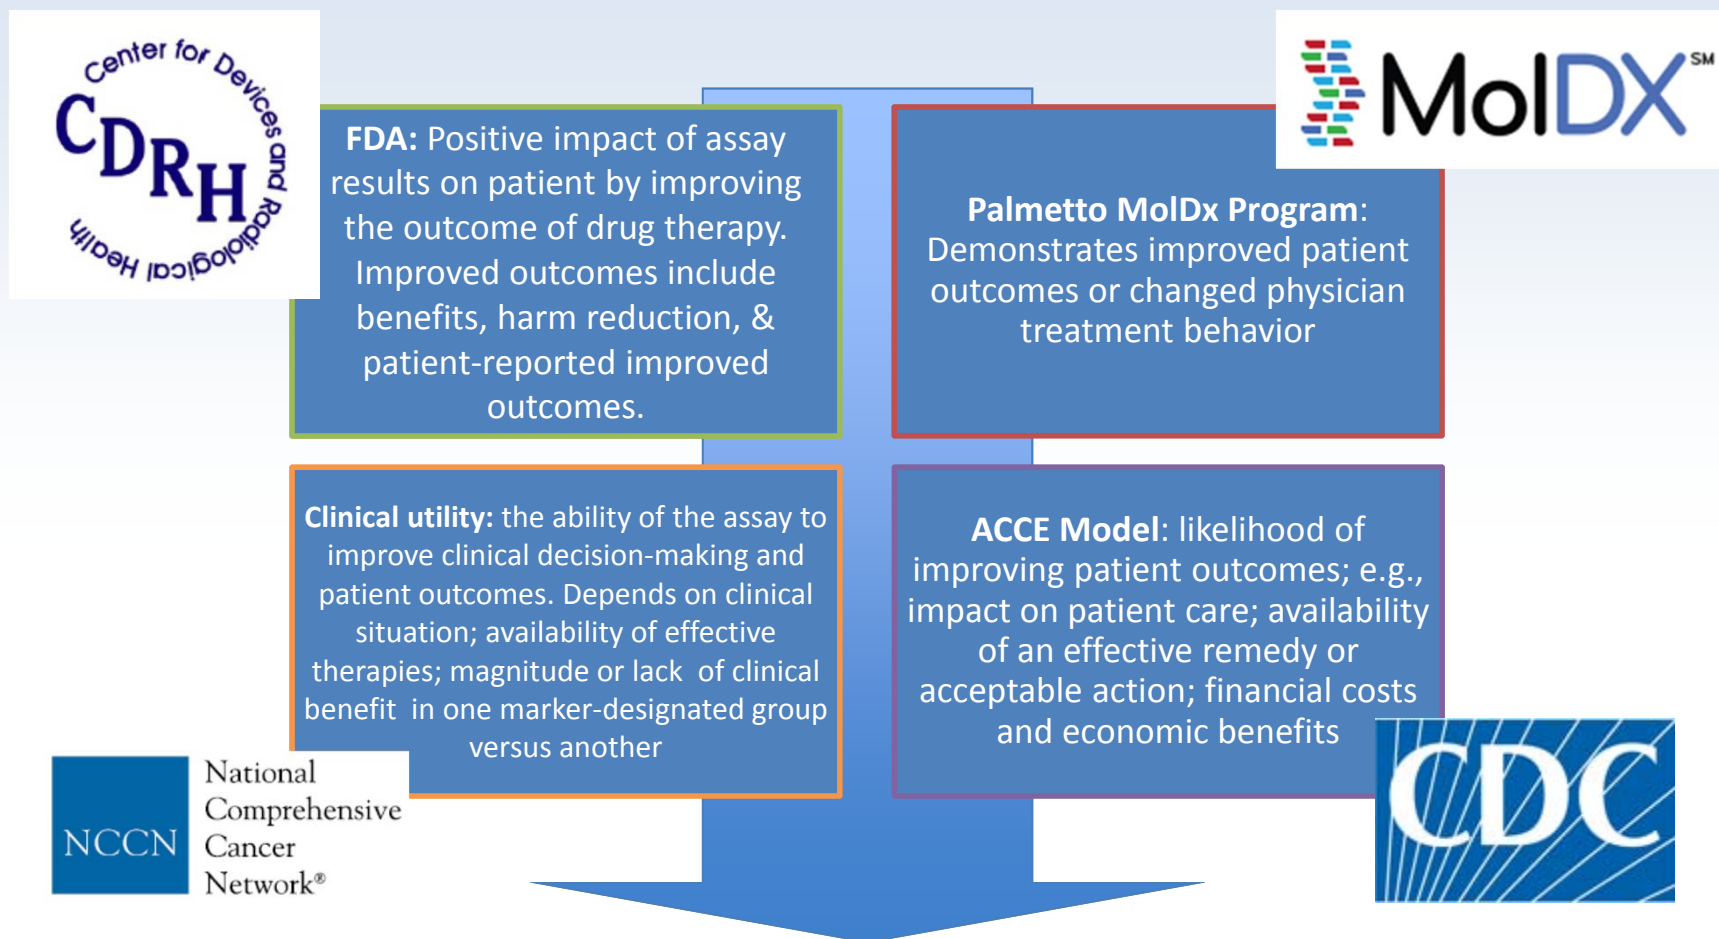 Center for Devices and
Radiological Health
CDRH
MolDX℠
FDA: Positive impact of assay
results on patient by improving
the outcome of drug therapy.
Improved outcomes include
benefits, harm reduction, &
patient-reported improved
outcomes.
Palmetto MolDx Program:
Demonstrates improved patient
outcomes or changed physician
treatment behavior
Clinical utility: the ability of the assay to
improve clinical decision-making and
patient outcomes. Depends on clinical
situation; availability of effective
therapies; magnitude or lack  of clinical
benefit  in one marker-designated group
versus another
ACCE Model: likelihood of
improving patient outcomes; e.g.,
impact on patient care; availability
of an effective remedy or
acceptable action; financial costs
and economic benefits
NCCN
National
Comprehensive
Cancer
Network®
CDC